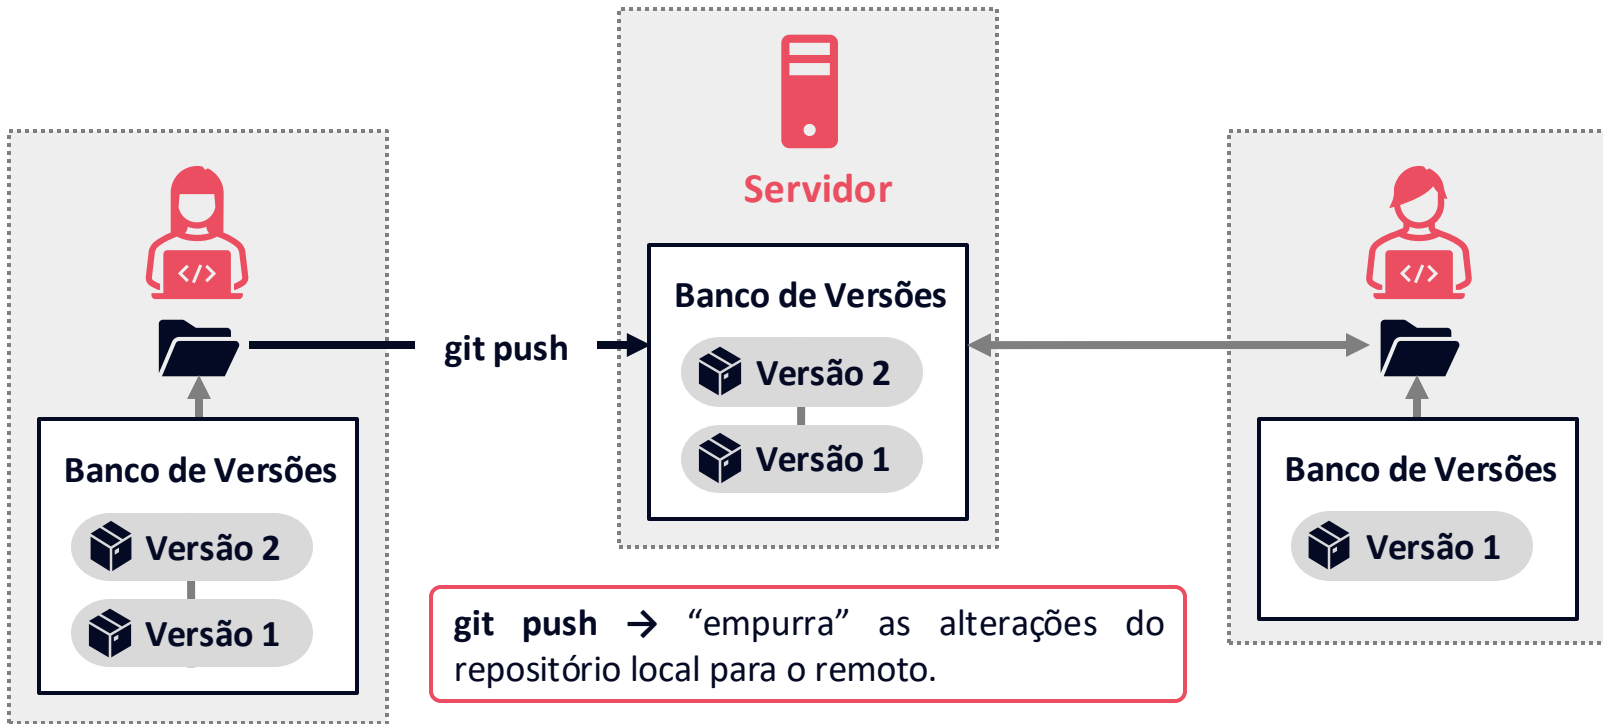 Servidor
Banco de Versões
Versão 2
Versão 1
git push
Banco de Versões
Versão 2
Versão 1
Banco de Versões
Versão 1
git push → “empurra” as alterações do
repositório local para o remoto.